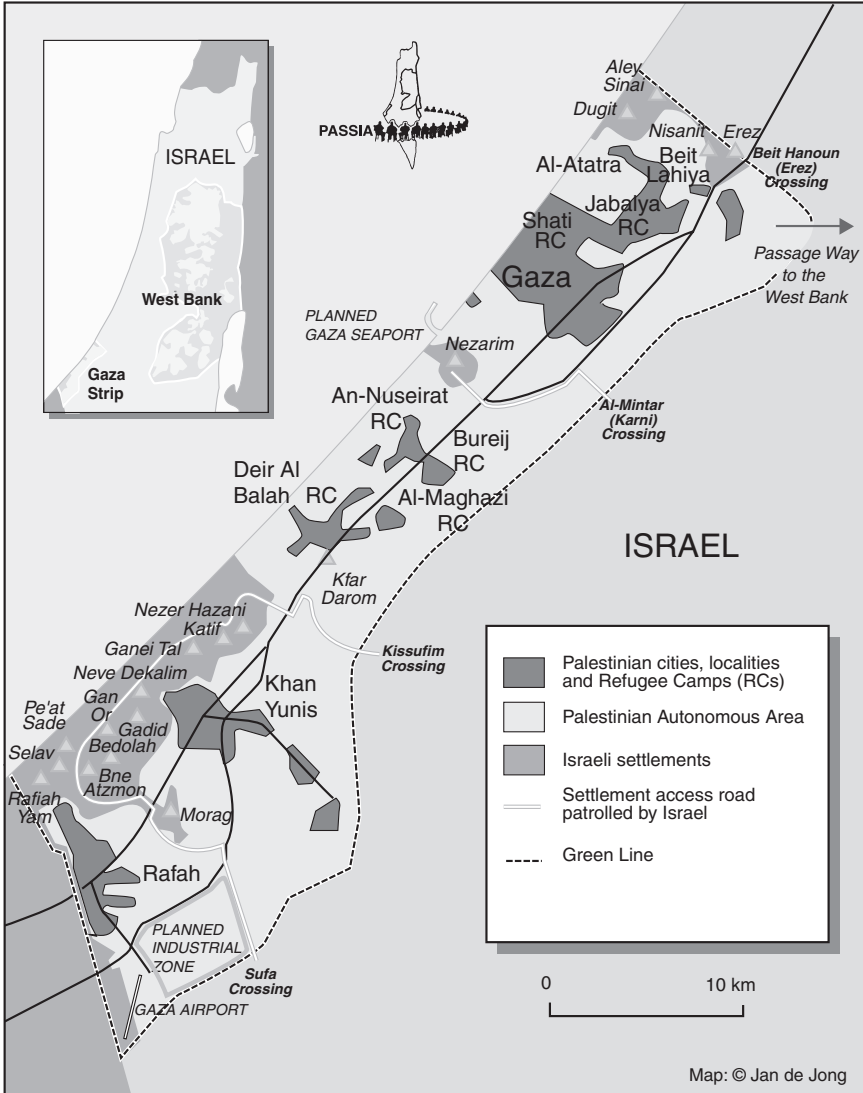 ISRAEL
West Bank
Gaza
Strip
PASSIA
Aley
Sinai
Dugit
Nisanit
Erez
Beit Hanoun
(Erez)
Crossing
Al-Atatra
Beit
Lahiya
Jabalya
RC
Shati
RC
Gaza
Passage Way
to the
West Bank
PLANNED
GAZA SEAPORT
Nezarim
Al-Mintar
(Karni)
Crossing
An-Nuseirat
RC
Bureij
RC
Deir Al
Balah RC
Al-Maghazi
RC
ISRAEL
Kfar
Darom
Nezer Hazani
Katif
Ganei Tal
Kissufim
Crossing
Neve Dekalim
Gan
Or
Pe'at
Sade
Gadid
Bedolah
Selav
Bne
Atzmon
Rafiah
Yam
Khan
Yunis
Morag
Rafah
PLANNED
INDUSTRIAL
ZONE
Sufa
Crossing
GAZA AIRPORT
Palestinian cities, localities
and Refugee Camps (RCs)
Palestinian Autonomous Area
Israeli settlements
Settlement access road
patrolled by Israel
Green Line
0 10 km
Map: © Jan de Jong